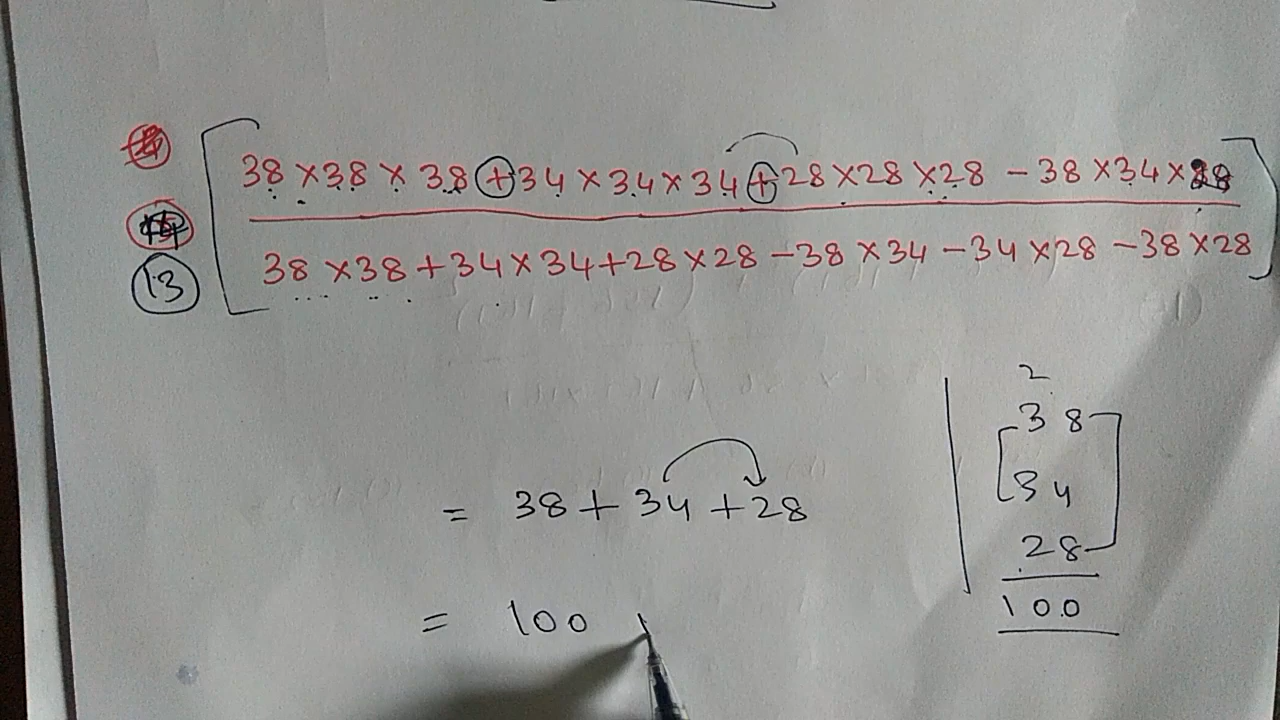 38 × 38 × 38 + 34 × 34 × 34 + 28 × 28 × 28 − 38 × 34 × 28
13
38 × 38 + 34 × 34 + 28 × 28 − 38 × 34 − 34 × 28 − 38 × 28
= 38 + 34 + 28
= 100
2
38
34
28
100